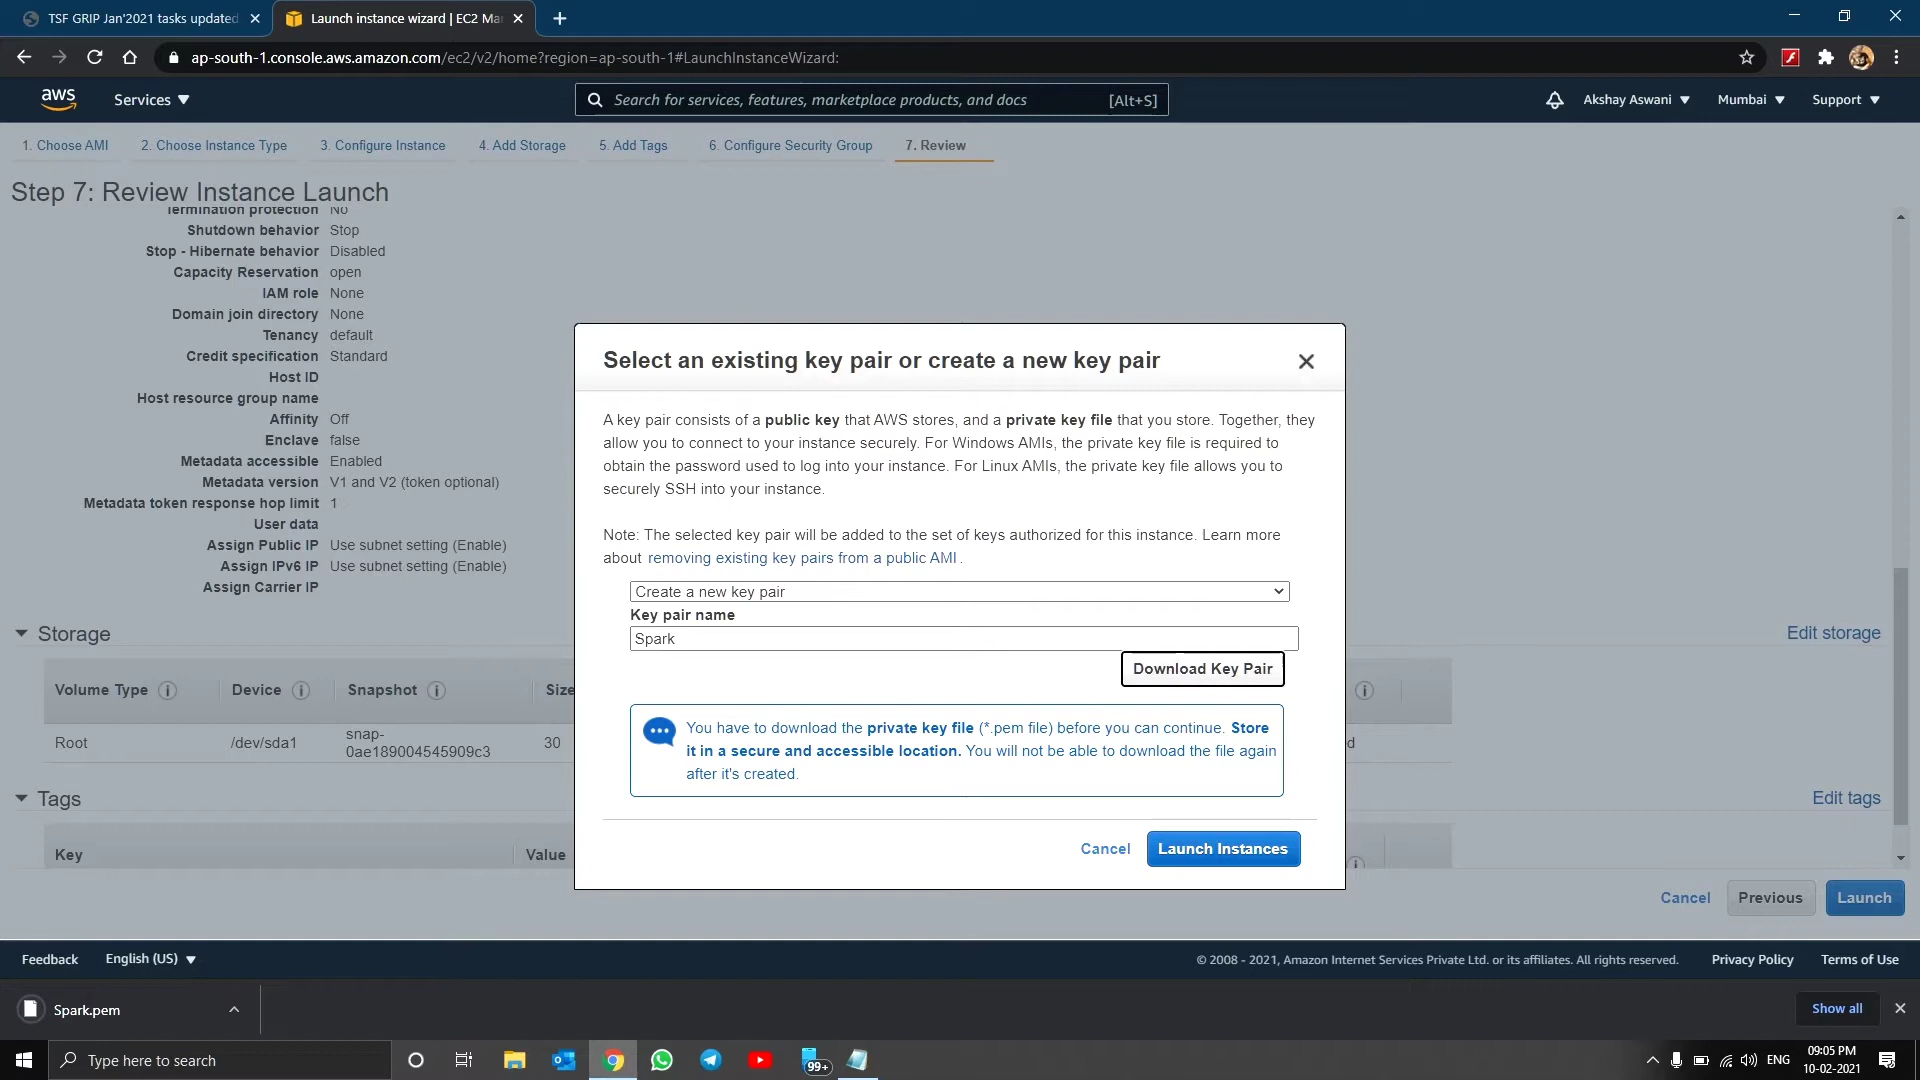 TSF GRIP Jan'2021 tasks updated
Launch instance wizard | EC2 Ma
ap-south-1.console.aws.amazon.com/ec2/v2/home?region=ap-south-1#LaunchInstanceWizard:
aws
Services
Search for services, features, marketplace products, and docs
[Alt+S]
Akshay Aswani
Mumbai
Support
1. Choose AMI
2. Choose Instance Type
3. Configure Instance
4. Add Storage
5. Add Tags
6. Configure Security Group
7. Review
Step 7: Review Instance Launch
Termination protection No
Shutdown behavior Stop
Stop - Hibernate behavior Disabled
Capacity Reservation open
IAM role None
Domain join directory None
Tenancy default
Credit specification Standard
Host ID
Host resource group name
Affinity Off
Enclave false
Metadata accessible Enabled
Metadata version V1 and V2 (token optional)
Metadata token response hop limit 1
User data
Assign Public IP Use subnet setting (Enable)
Assign IPv6 IP Use subnet setting (Enable)
Assign Carrier IP
Storage
Edit storage
Volume Type i Device i Snapshot i Size i
Root /dev/sda1 snap-
0ae189004545909c3 30 d
Tags
Edit tags
Key Value i
Cancel Previous Launch
Select an existing key pair or create a new key pair
A key pair consists of a public key that AWS stores, and a private key file that you store. Together, they
allow you to connect to your instance securely. For Windows AMIs, the private key file is required to
obtain the password used to log into your instance. For Linux AMIs, the private key file allows you to
securely SSH into your instance.
Note: The selected key pair will be added to the set of keys authorized for this instance. Learn more
about removing existing key pairs from a public AMI .
Create a new key pair
Key pair name
Spark
Download Key Pair
You have to download the private key file (*.pem file) before you can continue. Store
it in a secure and accessible location. You will not be able to download the file again
after it's created.
Cancel Launch Instances
Feedback English (US)
© 2008 - 2021, Amazon Internet Services Private Ltd. or its affiliates. All rights reserved. Privacy Policy Terms of Use
Spark.pem
Show all
Type here to search
99+
ENG
09:05 PM
10-02-2021